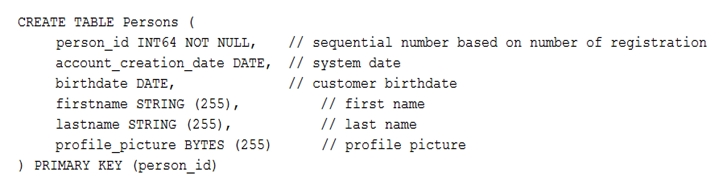 CREATE TABLE Persons (
person_id INT64 NOT NULL, // sequential number based on number of registration
account_creation_date DATE, // system date
birthdate DATE, // customer birthdate
firstname STRING (255), // first name
lastname STRING (255), // last name
profile_picture BYTES (255) // profile picture
) PRIMARY KEY (person_id)